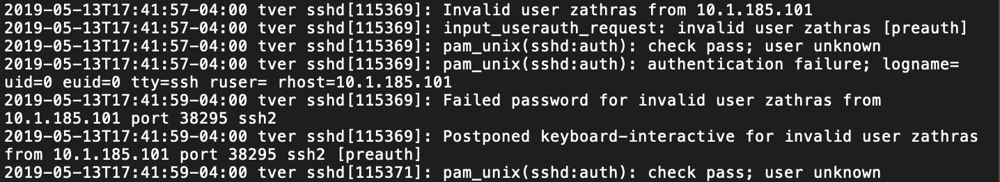 2019-05-13T17:41:57-04:00 tver sshd[115369]: Invalid user zathras from 10.1.185.101
2019-05-13T17:41:57-04:00 tver sshd[115369]: input_userauth_request: invalid user zathras [preauth]
2019-05-13T17:41:57-04:00 tver sshd[115369]: pam_unix(sshd:auth): check pass; user unknown
2019-05-13T17:41:57-04:00 tver sshd[115369]: pam_unix(sshd:auth): authentication failure; logname=
uid=0 euid=0 tty=ssh ruser= rhost=10.1.185.101
2019-05-13T17:41:59-04:00 tver sshd[115369]: Failed password for invalid user zathras from
10.1.185.101 port 38295 ssh2
2019-05-13T17:41:59-04:00 tver sshd[115369]: Postponed keyboard-interactive for invalid user zathras
from 10.1.185.101 port 38295 ssh2 [preauth]
2019-05-13T17:41:59-04:00 tver sshd[115371]: pam_unix(sshd:auth): check pass; user unknown